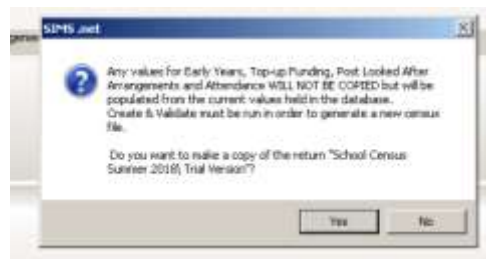 SIMS .net
Any values for Early Years, Top-up Funding, Post Looked After
Arrangements and Attendance WILL NOT BE COPIED but will be
populated from the current values held in the database.
Create & Validate must be run in order to generate a new census
file.
Do you want to make a copy of the return "School Census
Summer 2018\ Trial Version"?
Yes
No